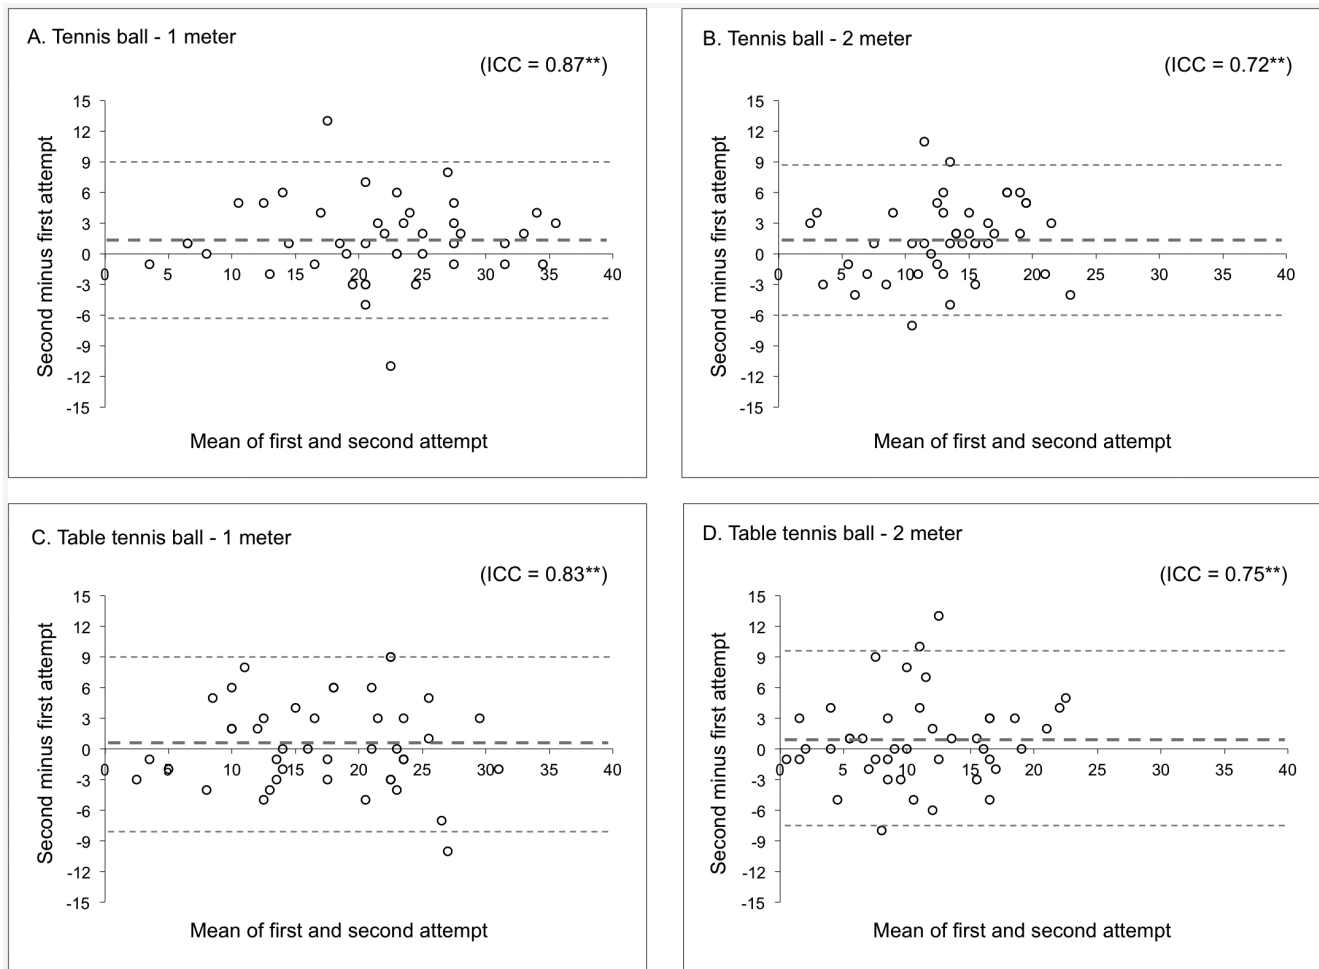 A. Tennis ball - 1 meter
(ICC = 0.87**)
15
12
9
6
3
0
-3
-6
-9
-12
-15
0 5 10 15 20 25 30 35 40
Second minus first attempt
Mean of first and second attempt
B. Tennis ball - 2 meter
(ICC = 0.72**)
15
12
9
6
3
0
-3
-6
-9
-12
-15
0 5 10 15 20 25 30 35 40
Second minus first attempt
Mean of first and second attempt
C. Table tennis ball - 1 meter
(ICC = 0.83**)
15
12
9
6
3
0
-3
-6
-9
-12
-15
0 5 10 15 20 25 30 35 40
Second minus first attempt
Mean of first and second attempt
D. Table tennis ball - 2 meter
(ICC = 0.75**)
15
12
9
6
3
0
-3
-6
-9
-12
-15
0 5 10 15 20 25 30 35 40
Second minus first attempt
Mean of first and second attempt